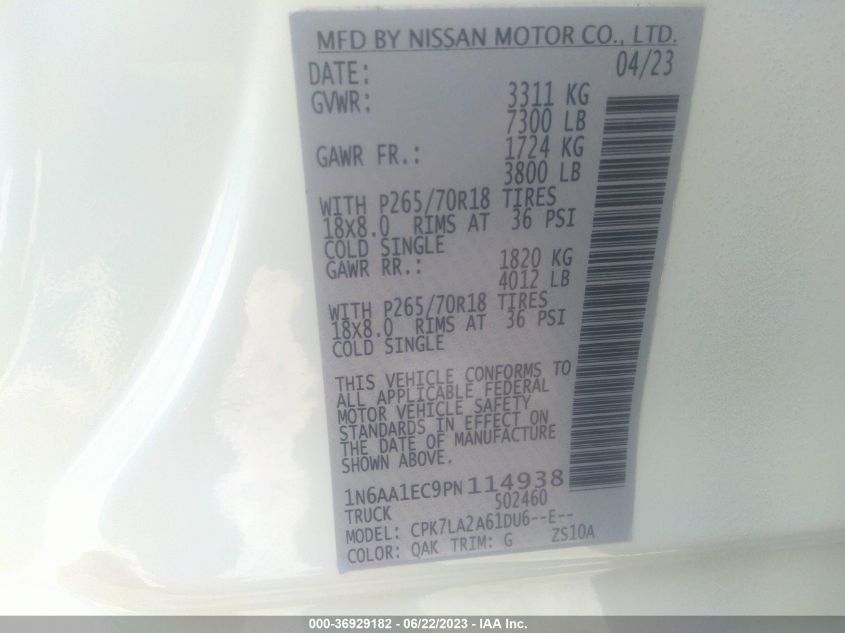 MFD BY NISSAN MOTOR CO., LTD.
DATE: 04/23
GVWR: 3311 KG
7300 LB
GAWR FR.: 1724 KG
3800 LB
WITH P265/70R18 TIRES
18X8.0 RIMS AT 36 PSI
COLD SINGLE
GAWR RR.: 1820 KG
4012 LB
WITH P265/70R18 TIRES
18X8.0 RIMS AT 36 PSI
COLD SINGLE
THIS VEHICLE CONFORMS TO
ALL APPLICABLE FEDERAL
MOTOR VEHICLE SAFETY
STANDARDS IN EFFECT ON
THE DATE OF MANUFACTURE
SHOWN ABOVE.
1N6AA1EC9PN114938
TRUCK 502460
MODEL: CPK7LA2A61DU6--E--
COLOR: QAK TRIM: G ZS10A
000-36929182 - 06/22/2023 - IAA Inc.